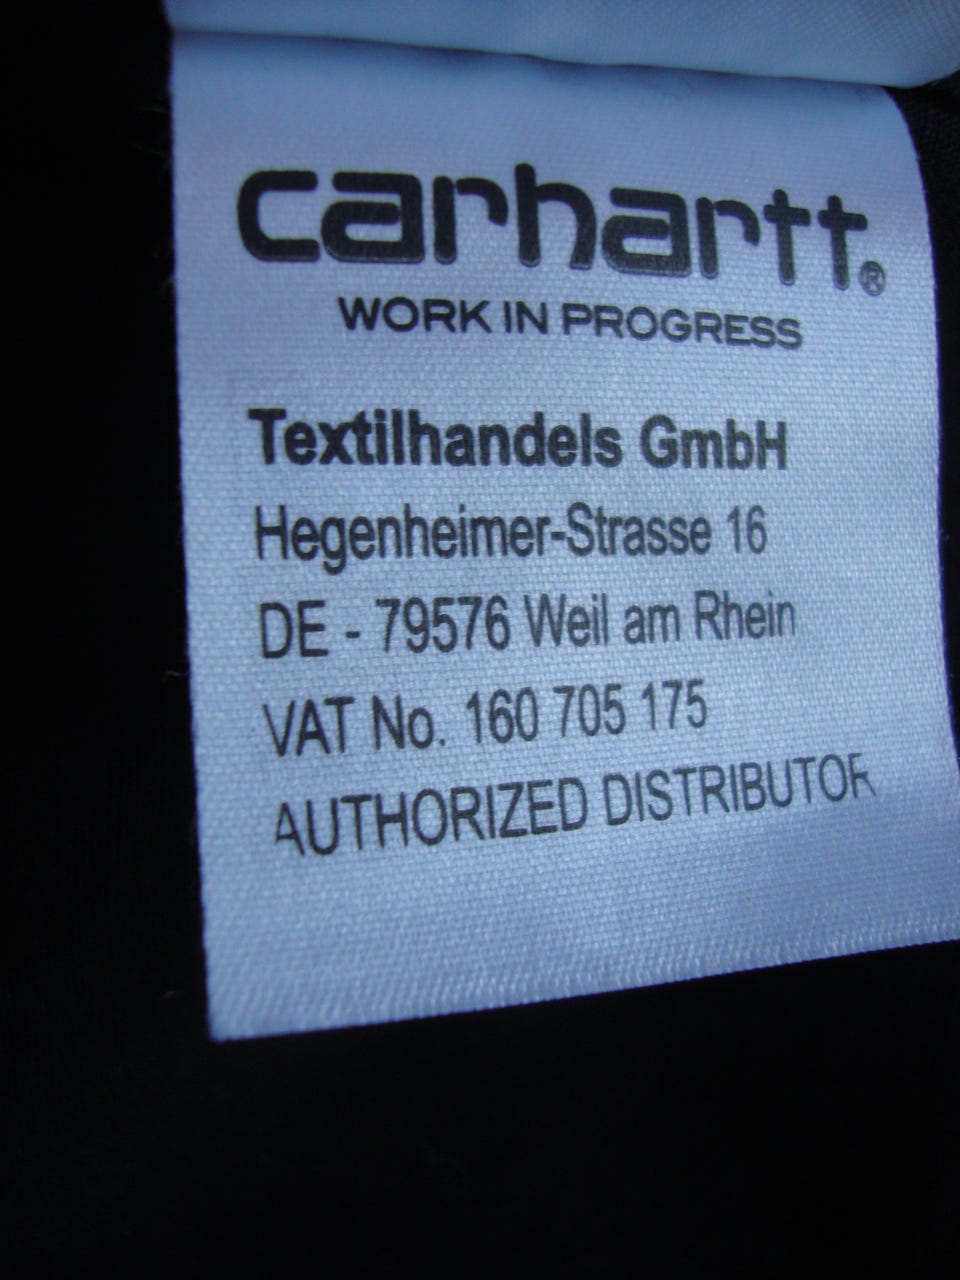 carhartt®
WORK IN PROGRESS
Textilhandels GmbH
Hegenheimer-Strasse 16
DE - 79576 Weil am Rhein
VAT No. 160 705 175
AUTHORIZED DISTRIBUTOR